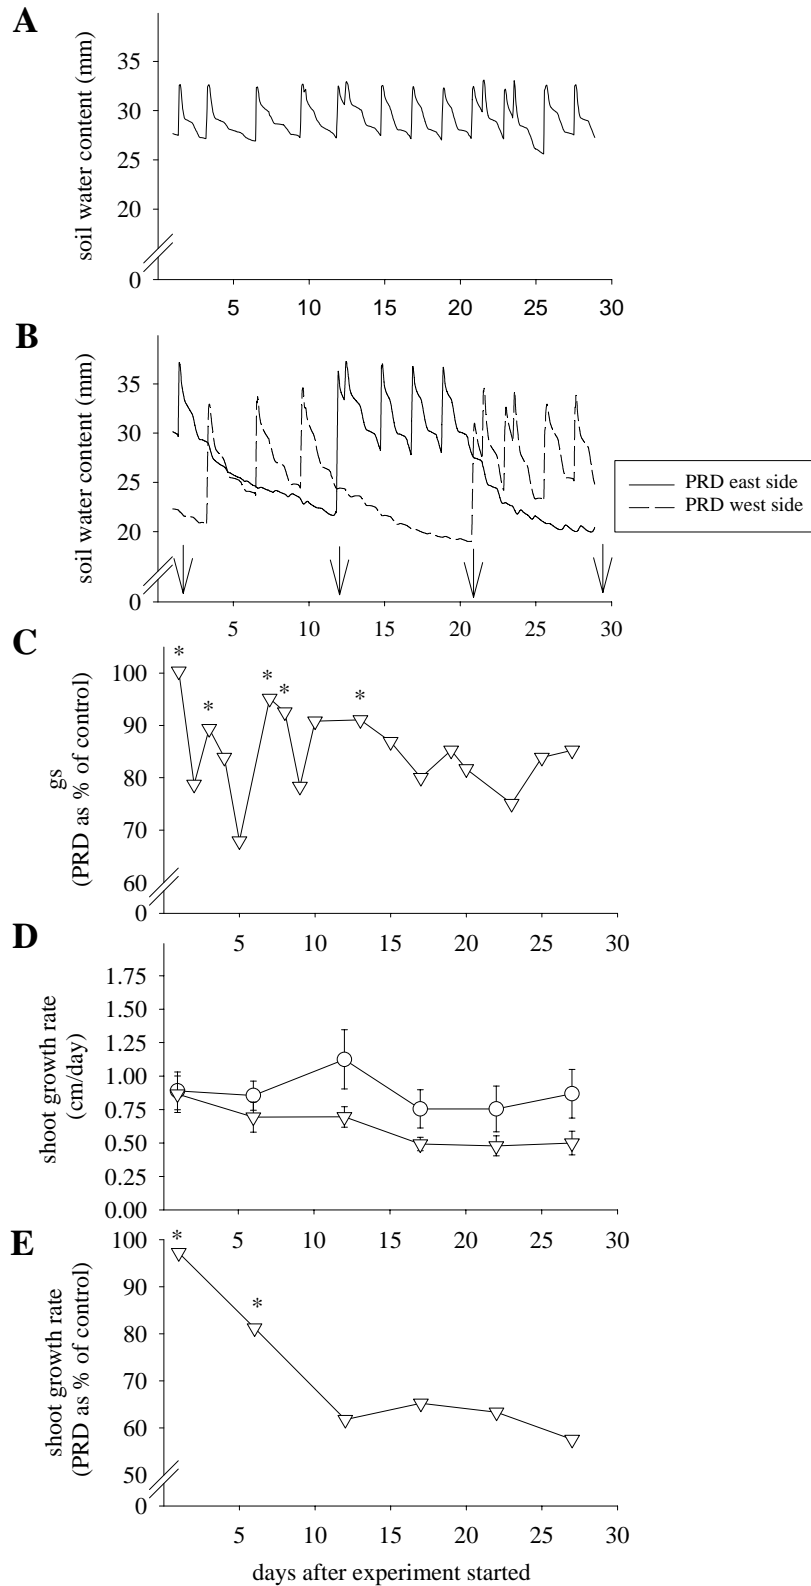 A
soil water content (mm)
35
30
25
20
0
5 10 15 20 25 30
B
soil water content (mm)
35
30
25
20
0
5 10 15 20 25 30
PRD east side
PRD west side
C
gs
(PRD as % of control)
100
90
80
70
60
0
* * * * *
5 10 15 20 25 30
D
shoot growth rate
(cm/day)
1.75
1.50
1.25
1.00
0.75
0.50
0.25
0.00
5 10 15 20 25 30
E
shoot growth rate
(PRD as % of control)
100
90
80
70
60
50
0
* *
5 10 15 20 25 30
days after experiment started